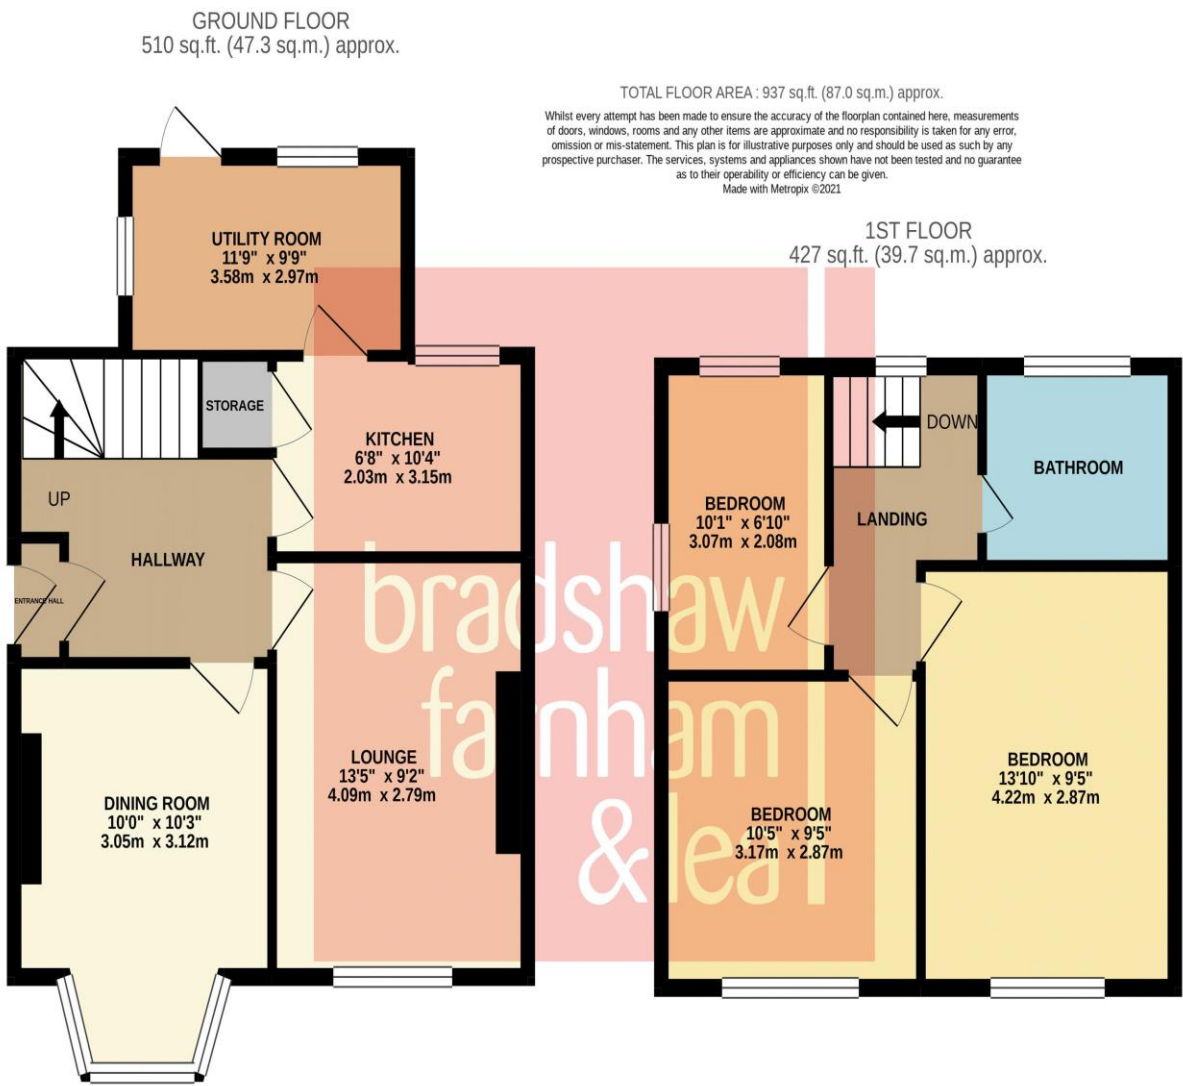 GROUND FLOOR
510 sq.ft. (47.3 sq.m.) approx.
TOTAL FLOOR AREA : 937 sq.ft. (87.0 sq.m.) approx.
Whilst every attempt has been made to ensure the accuracy of the floorplan contained here, measurements
of doors, windows, rooms and any other items are approximate and no responsibility is taken for any error,
omission or mis-statement. This plan is for illustrative purposes only and should be used as such by any
prospective purchaser. The services, systems and appliances shown have not been tested and no guarantee
as to their operability or efficiency can be given.
Made with Metropix ©2021
1ST FLOOR
427 sq.ft. (39.7 sq.m.) approx.
UTILITY ROOM
11'9" x 9'9"
3.58m x 2.97m
STORAGE
KITCHEN
6'8" x 10'4"
2.03m x 3.15m
UP
HALLWAY
ENTRANCE HALL
LOUNGE
13'5" x 9'2"
4.09m x 2.79m
DINING ROOM
10'0" x 10'3"
3.05m x 3.12m
DOWN
BATHROOM
BEDROOM
10'1" x 6'10"
3.07m x 2.08m
LANDING
BEDROOM
13'10" x 9'5"
4.22m x 2.87m
BEDROOM
10'5" x 9'5"
3.17m x 2.87m
bradshaw
farnham
& lea